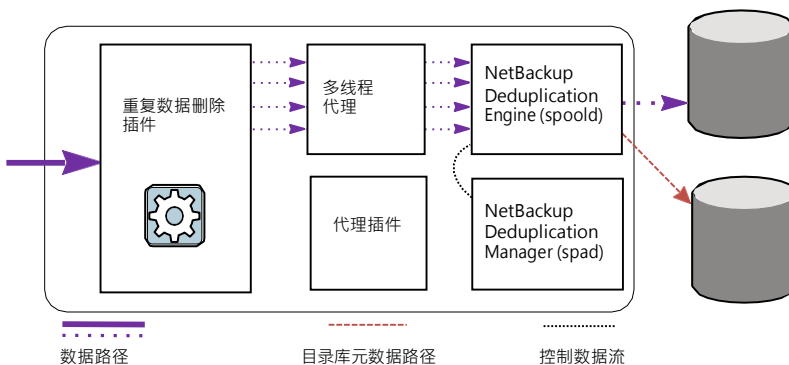 重复数据删除
插件
多线程
代理
NetBackup
Deduplication
Engine (spoold)
代理插件
NetBackup
Deduplication
Manager (spad)
数据路径
目录库元数据路径
控制数据流